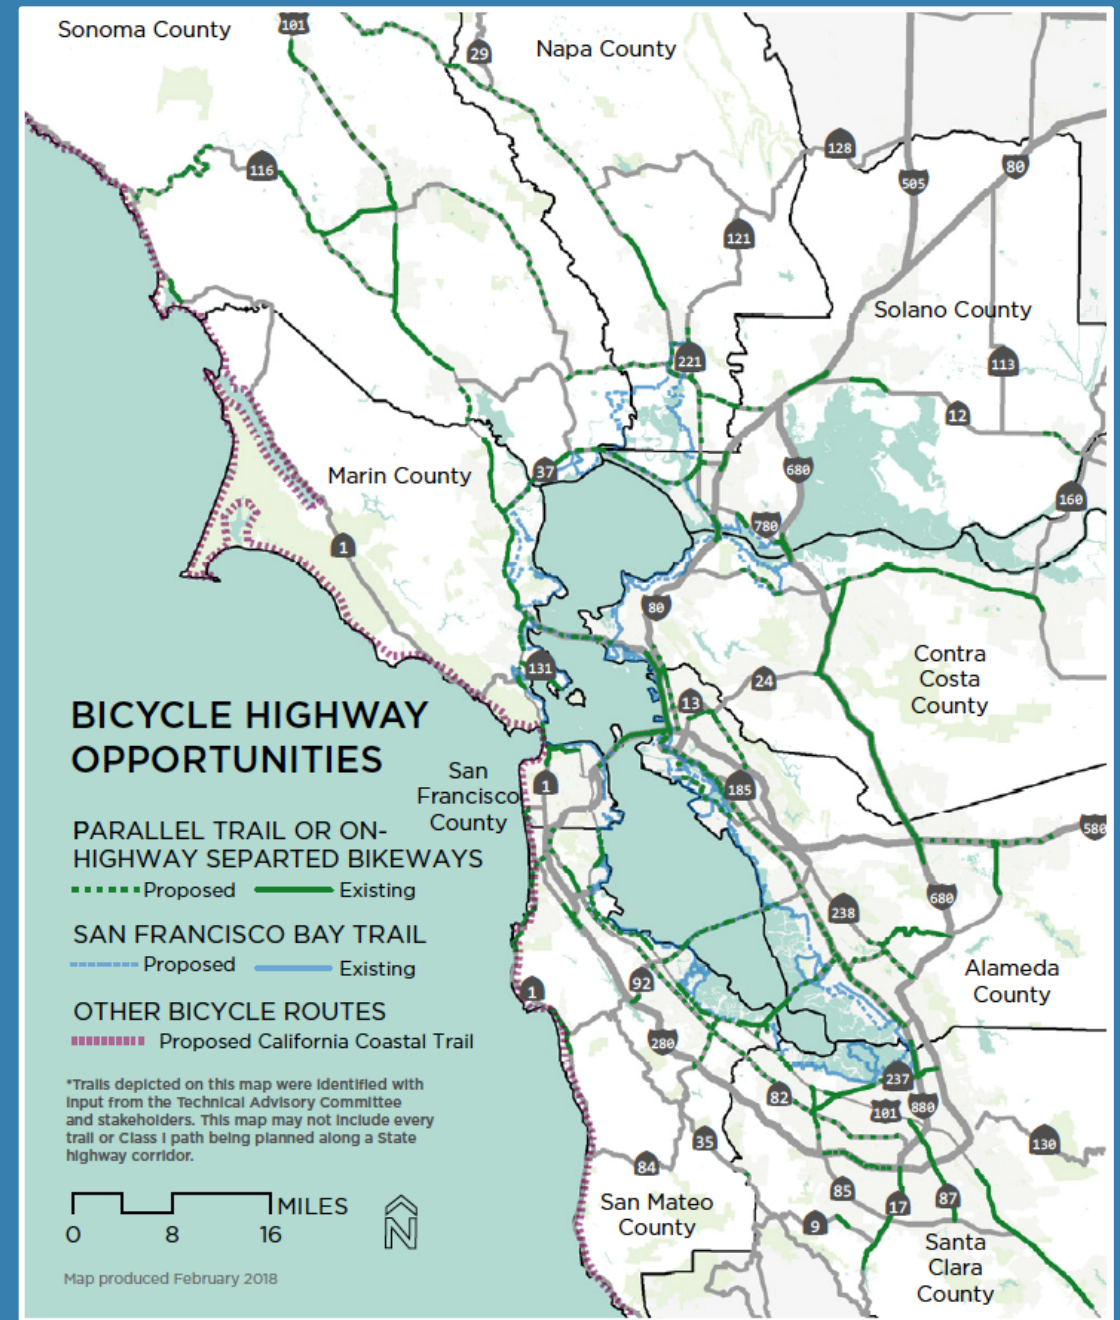 Sonoma County
101
29
Napa County
128
80
116
505
121
Solano County
221
113
12
37
Marin County
680
160
780
1
80
Contra
Costa
County
131
24
13
BICYCLE HIGHWAY
OPPORTUNITIES
San
Francisco
County
1
185
580
PARALLEL TRAIL OR ON-
HIGHWAY SEPARTED BIKEWAYS
Proposed
Existing
680
238
SAN FRANCISCO BAY TRAIL
Proposed
Existing
Alameda
County
92
1
OTHER BICYCLE ROUTES
Proposed California Coastal Trail
280
*Trails depicted on this map were identified with
input from the Technical Advisory Committee
and stakeholders. This map may not include every
trail or Class I path being planned along a State
highway corridor.
237
82
101
880
35
130
84
85
17
87
San Mateo
County
9
MILES
0
8
16
N
Santa
Clara
County
Map produced February 2018